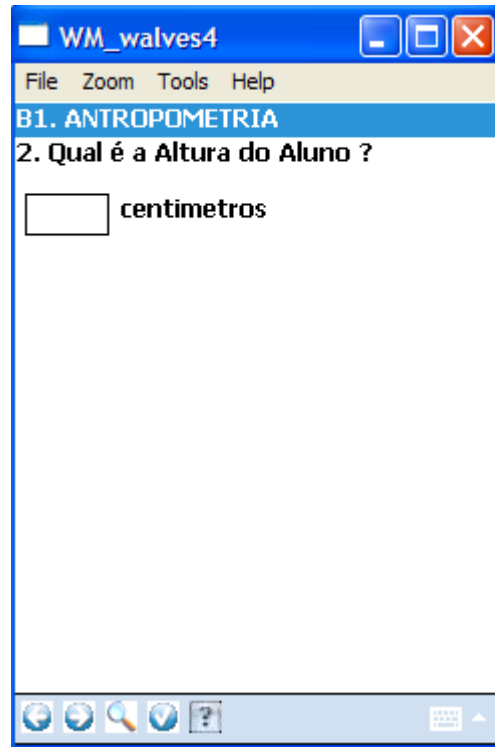 WM_walves4
File Zoom Tools Help
B1. ANTROPOMETRIA
2. Qual é a Altura do Aluno ?
centimetros
?